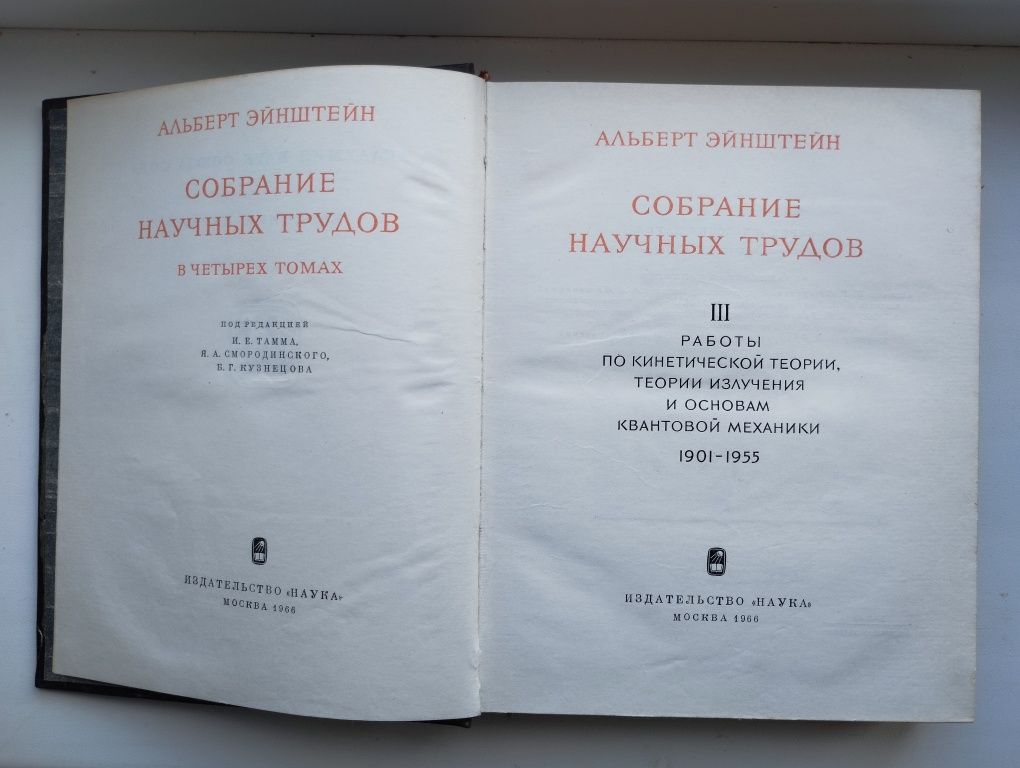 АЛЬБЕРТ ЭЙНШТЕЙН
СОБРАНИЕ
НАУЧНЫХ ТРУДОВ
В ЧЕТЫРЕХ ТОМАХ
ПОД РЕДАКЦИЕЙ
И. Е. ТАММА,
Я. А. СМОРОДИНСКОГО,
Б. Г. КУЗНЕЦОВА
ИЗДАТЕЛЬСТВО «НАУКА»
МОСКВА 1966
АЛЬБЕРТ ЭЙНШТЕЙН
СОБРАНИЕ
НАУЧНЫХ ТРУДОВ
III
РАБОТЫ
ПО КИНЕТИЧЕСКОЙ ТЕОРИИ,
ТЕОРИИ ИЗЛУЧЕНИЯ
И ОСНОВАМ
КВАНТОВОЙ МЕХАНИКИ
1901-1955
ИЗДАТЕЛЬСТВО «НАУКА»
МОСКВА 1966